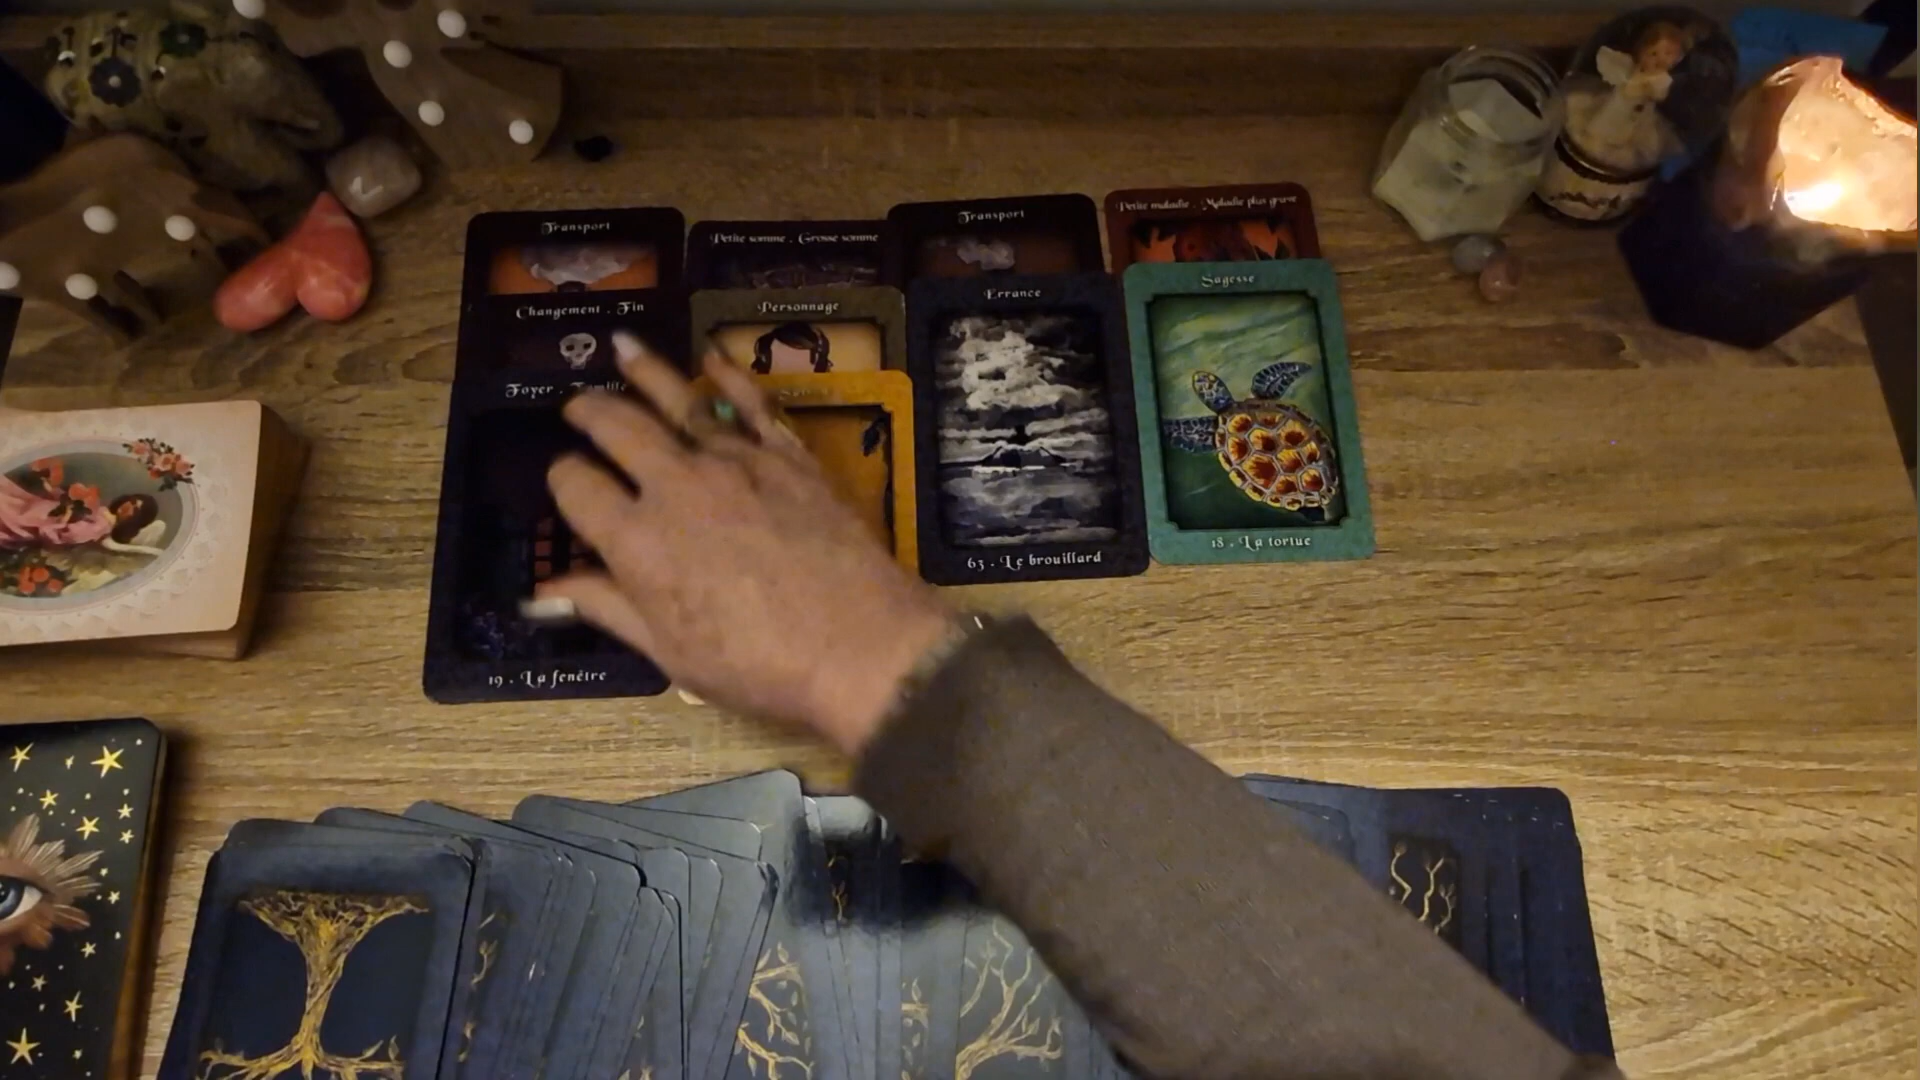 Transport
Petite somme . Grosse somme
Transport
Petite maladie . Maladie plus grave
Changement . Fin
Personnage
Errance
Sagesse
Foyer . Famille
63 . Le brouillard
18 . La tortue
19 . La fenêtre